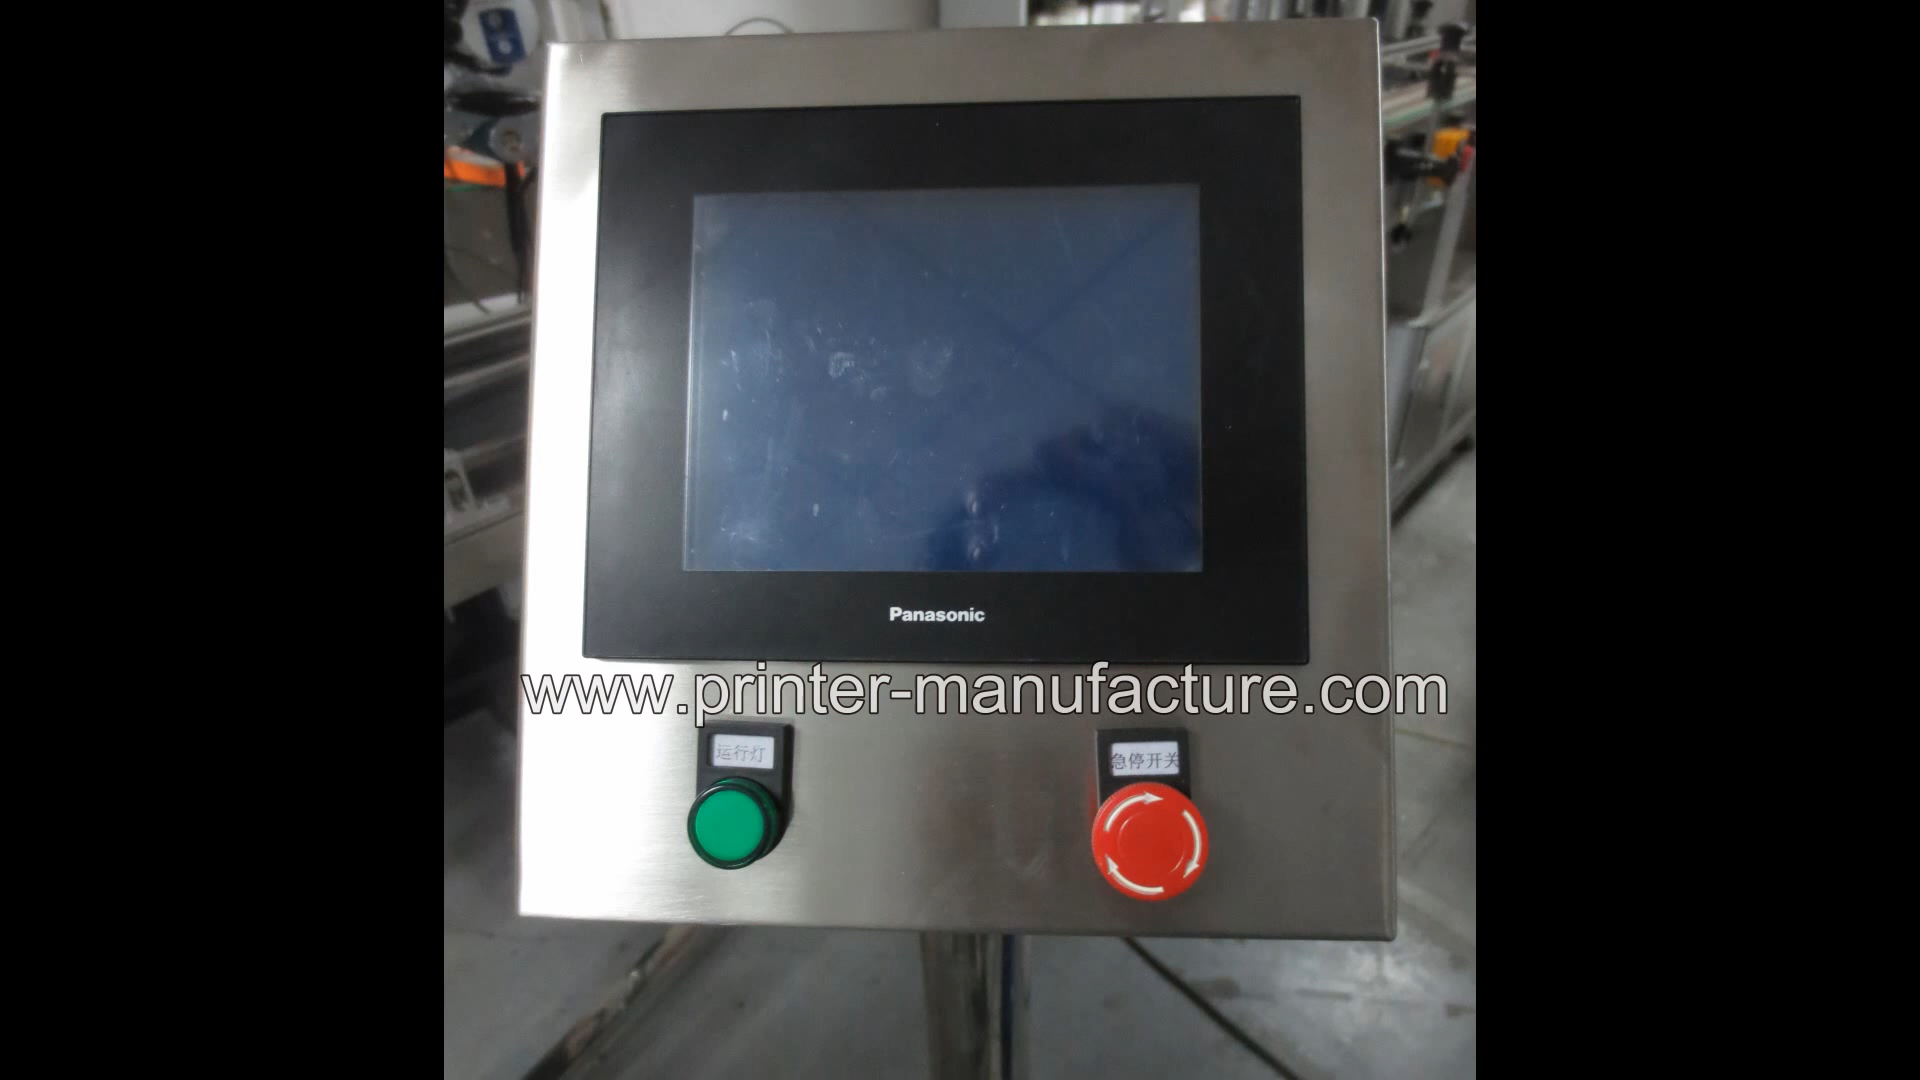 Panasonic
www.printer-manufacture.com
运行灯
急停开关